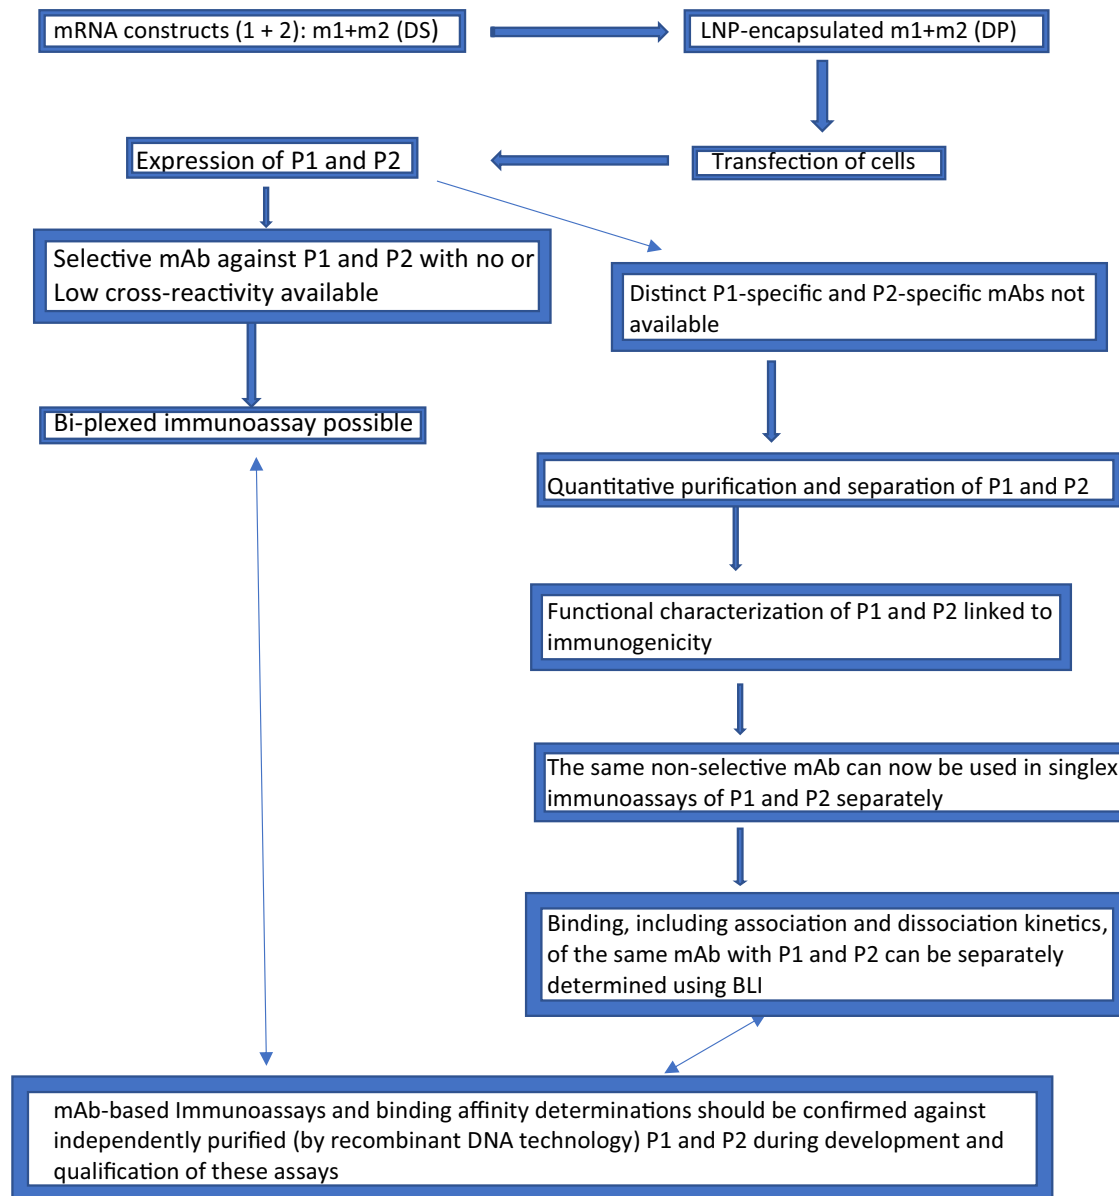 mRNA constructs (1 + 2): m1+m2 (DS)
LNP-encapsulated m1+m2 (DP)
Expression of P1 and P2
Transfection of cells
Selective mAb against P1 and P2 with no or
Low cross-reactivity available
Distinct P1-specific and P2-specific mAbs not
available
Bi-plexed immunoassay possible
Quantitative purification and separation of P1 and P2
Functional characterization of P1 and P2 linked to
immunogenicity
The same non-selective mAb can now be used in singlex
immunoassays of P1 and P2 separately
Binding, including association and dissociation kinetics,
of the same mAb with P1 and P2 can be separately
determined using BLI
mAb-based Immunoassays and binding affinity determinations should be confirmed against
independently purified (by recombinant DNA technology) P1 and P2 during development and
qualification of these assays